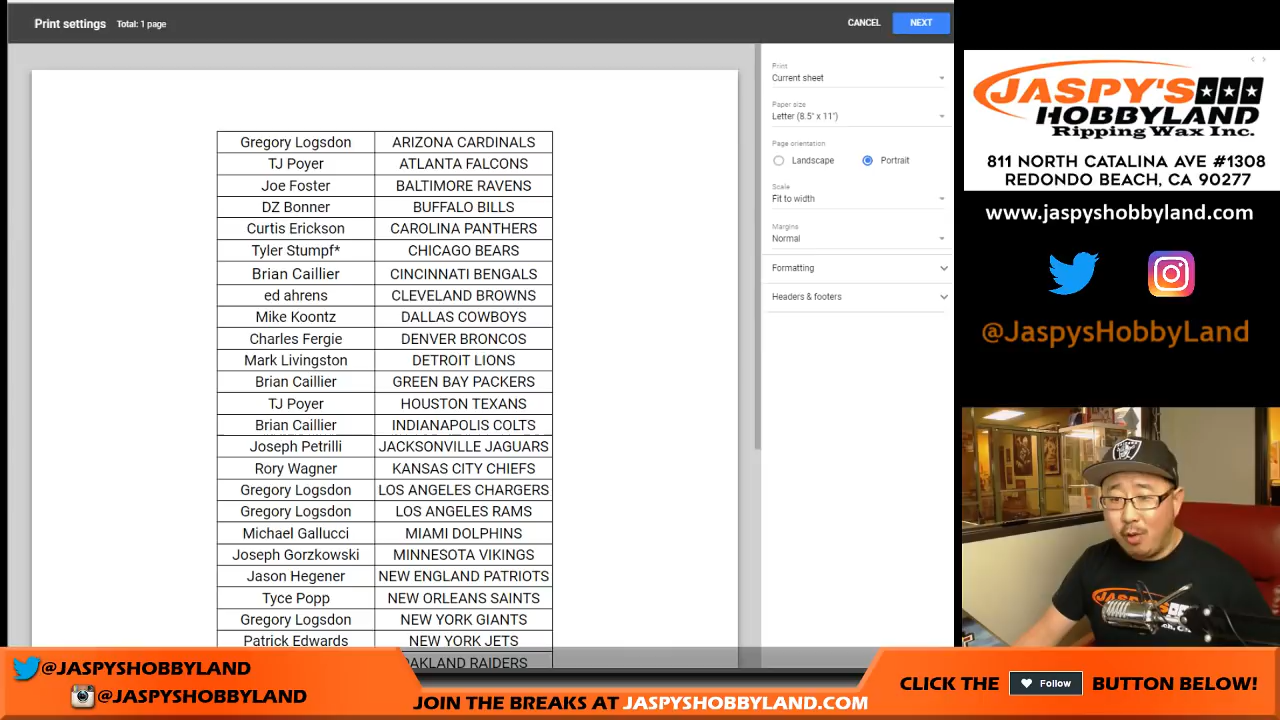 Print settings Total: 1 page CANCEL NEXT
Gregory Logsdon ARIZONA CARDINALS
TJ Poyer ATLANTA FALCONS
Joe Foster BALTIMORE RAVENS
DZ Bonner BUFFALO BILLS
Curtis Erickson CAROLINA PANTHERS
Tyler Stumpf* CHICAGO BEARS
Brian Caillier CINCINNATI BENGALS
ed ahrens CLEVELAND BROWNS
Mike Koontz DALLAS COWBOYS
Charles Fergie DENVER BRONCOS
Mark Livingston DETROIT LIONS
Brian Caillier GREEN BAY PACKERS
TJ Poyer HOUSTON TEXANS
Brian Caillier INDIANAPOLIS COLTS
Joseph Petrilli JACKSONVILLE JAGUARS
Rory Wagner KANSAS CITY CHIEFS
Gregory Logsdon LOS ANGELES CHARGERS
Gregory Logsdon LOS ANGELES RAMS
Michael Gallucci MIAMI DOLPHINS
Joseph Gorzkowski MINNESOTA VIKINGS
Jason Hegener NEW ENGLAND PATRIOTS
Tyce Popp NEW ORLEANS SAINTS
Gregory Logsdon NEW YORK GIANTS
Patrick Edwards NEW YORK JETS
OAKLAND RAIDERS
Print
Current sheet
Paper size
Letter (8.5" x 11")
Page orientation
Landscape Portrait
Scale
Fit to width
Margins
Normal
Formatting
Headers & footers
JASPY'S
HOBBYLAND
Ripping Wax Inc.
811 NORTH CATALINA AVE #1308
REDONDO BEACH, CA 90277
www.jaspyshobbyland.com
@JaspysHobbyLand
@JASPYSHOBBYLAND
@JASPYSHOBBYLAND
JOIN THE BREAKS AT JASPYSHOBBYLAND.COM
CLICK THE Follow BUTTON BELOW!